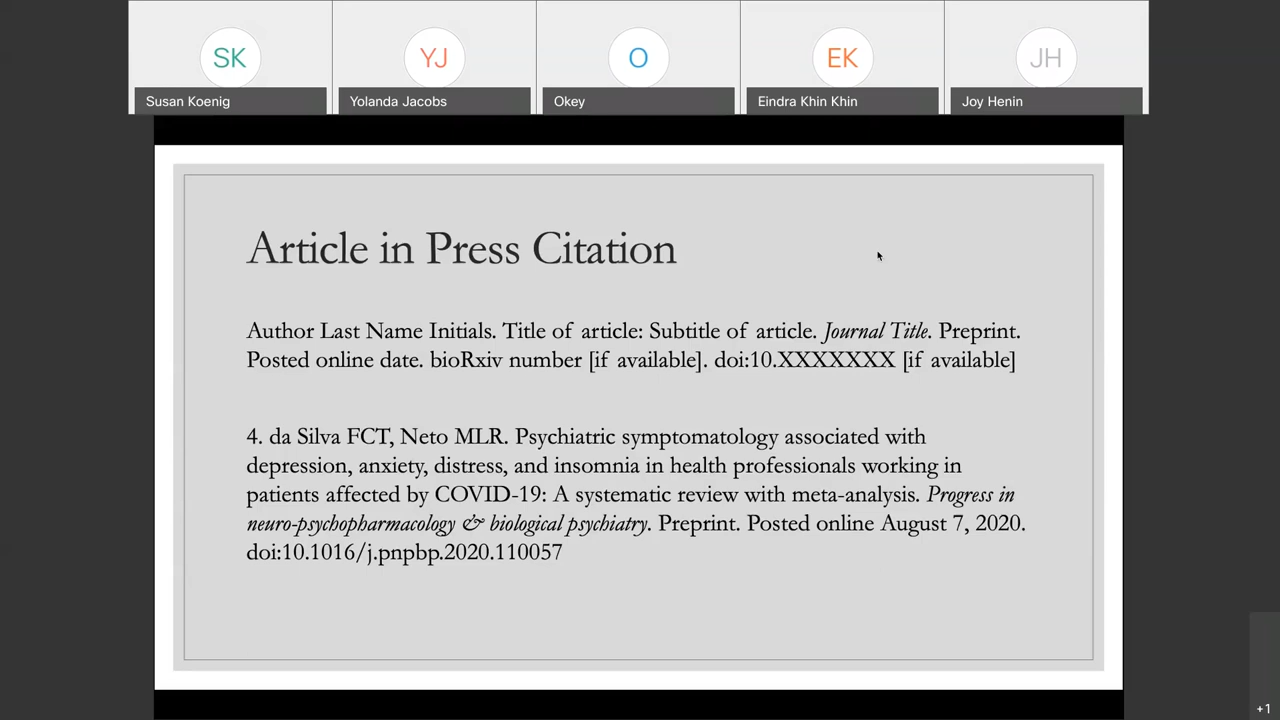 SK
YJ
O
EK
JH
Susan Koenig
Yolanda Jacobs
Okey
Eindra Khin Khin
Joy Henin
Article in Press Citation
Author Last Name Initials. Title of article: Subtitle of article. Journal Title. Preprint.
Posted online date. bioRxiv number [if available]. doi:10.XXXXXXX [if available]
4. da Silva FCT, Neto MLR. Psychiatric symptomatology associated with
depression, anxiety, distress, and insomnia in health professionals working in
patients affected by COVID-19: A systematic review with meta-analysis. Progress in
neuro-psychopharmacology & biological psychiatry. Preprint. Posted online August 7, 2020.
doi:10.1016/j.pnpbp.2020.110057
+1